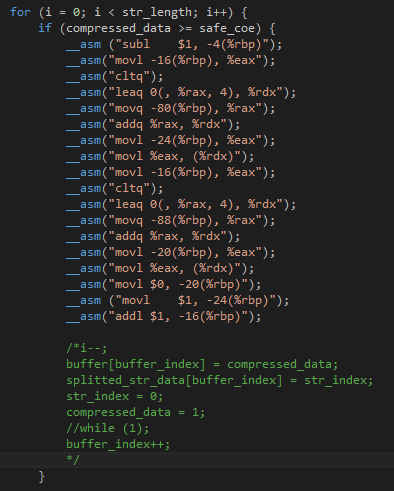 for (i = 0; i < str_length; i++) {
if (compressed_data >= safe_coe) {
__asm ("subl    $1, -4(%rbp)");
__asm("movl -16(%rbp), %eax");
__asm("cltq");
__asm("leaq 0(, %rax, 4), %rdx");
__asm("movq -80(%rbp), %rax");
__asm("addq %rax, %rdx");
__asm("movl -24(%rbp), %eax");
__asm("movl %eax, (%rdx)");
__asm("movl -16(%rbp), %eax");
__asm("cltq");
__asm("leaq 0(, %rax, 4), %rdx");
__asm("movq -88(%rbp), %rax");
__asm("addq %rax, %rdx");
__asm("movl -20(%rbp), %eax");
__asm("movl %eax, (%rdx)");
__asm("movl $0, -20(%rbp)");
__asm ("movl    $1, -24(%rbp)");
__asm("addl $1, -16(%rbp)");
/*i--;
buffer[buffer_index] = compressed_data;
splitted_str_data[buffer_index] = str_index;
str_index = 0;
compressed_data = 1;
//while (1);
buffer_index++;
*/
}